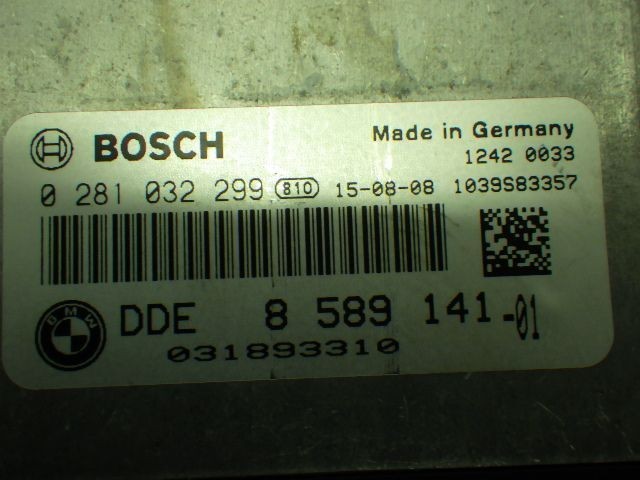 BOSCH
Made in Germany
1242 0033
0 281 032 299 810 15-08-08 1039S83357
BMW
DDE 8 589 141-01
031893310